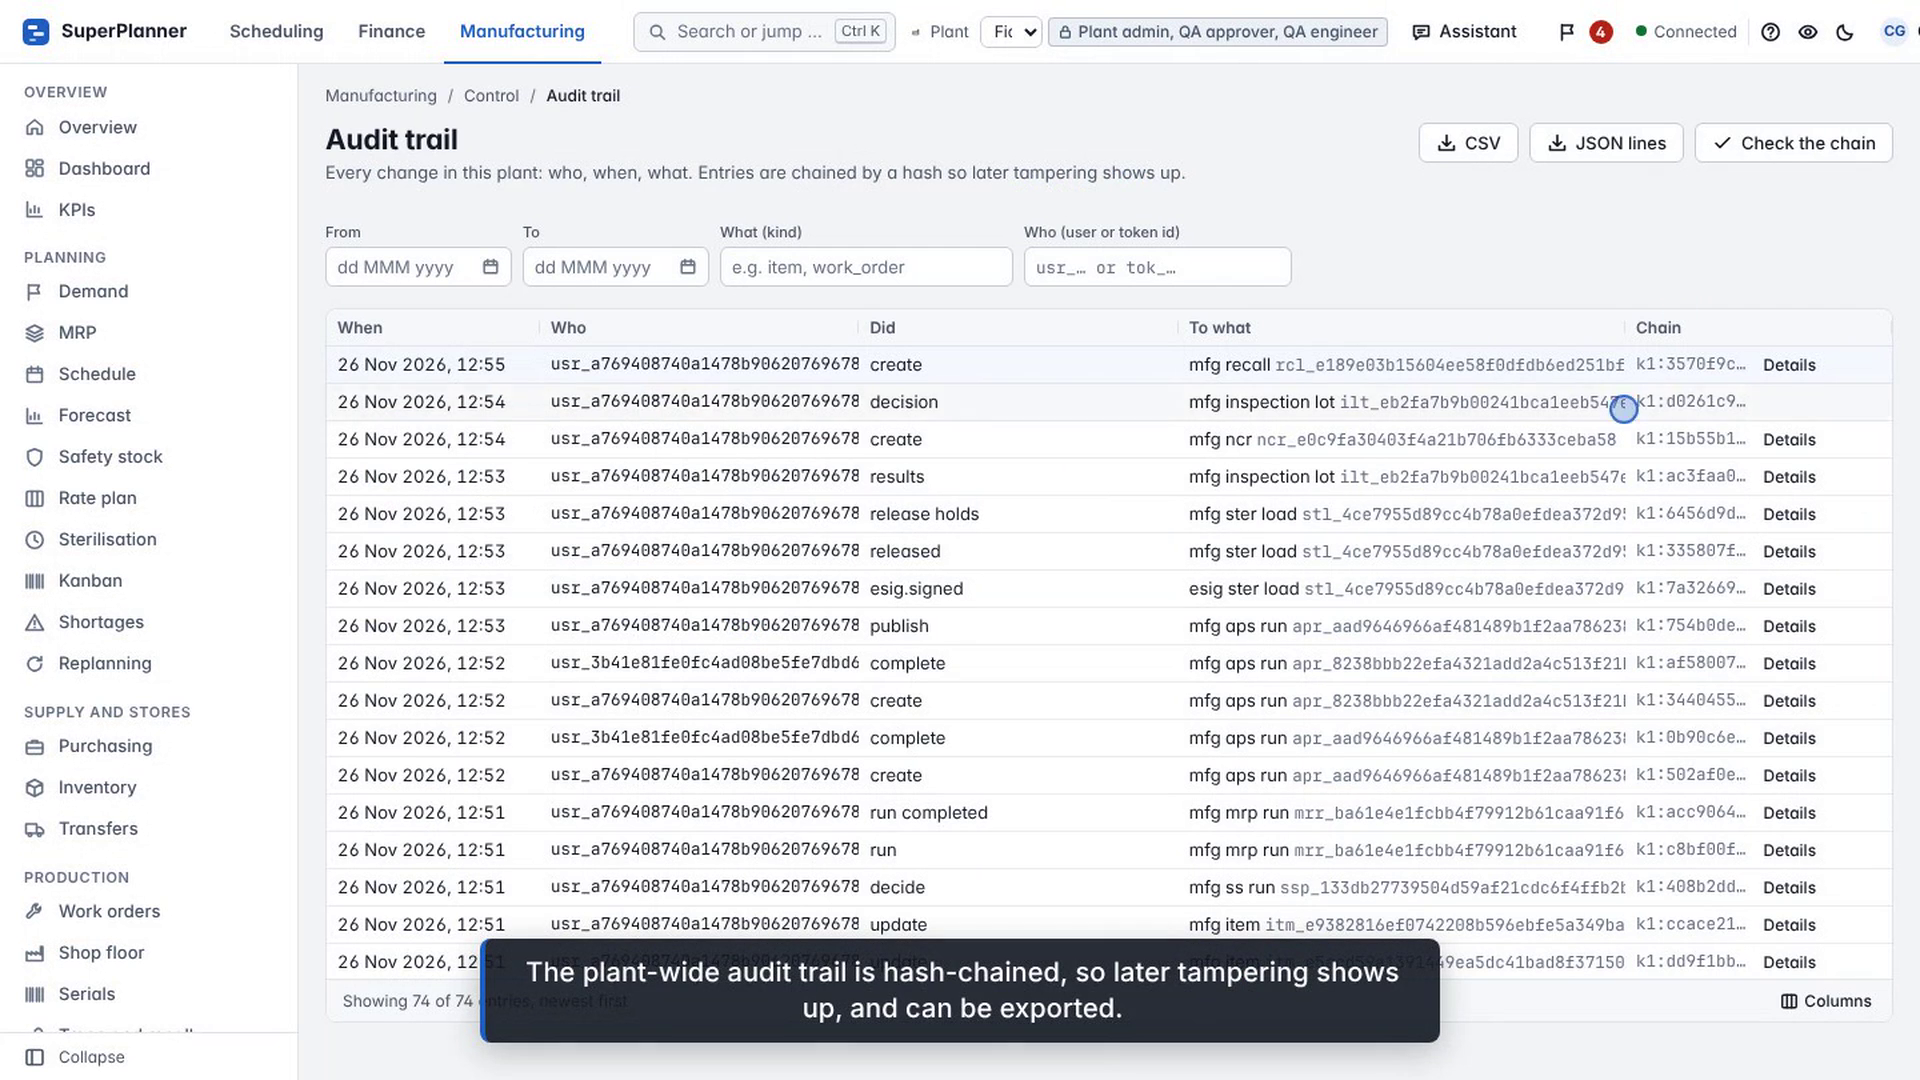 SuperPlanner
Scheduling
Finance
Manufacturing
Search or jump ... Ctrl K
Plant
Fic
Plant admin, QA approver, QA engineer
Assistant
4
Connected
CG
OVERVIEW
Overview
Dashboard
KPIs
PLANNING
Demand
MRP
Schedule
Forecast
Safety stock
Rate plan
Sterilisation
Kanban
Shortages
Replanning
SUPPLY AND STORES
Purchasing
Inventory
Transfers
PRODUCTION
Work orders
Shop floor
Serials
Collapse
Manufacturing / Control / Audit trail
Audit trail
Every change in this plant: who, when, what. Entries are chained by a hash so later tampering shows up.
CSV
JSON lines
Check the chain
From
To
What (kind)
Who (user or token id)
dd MMM yyyy
dd MMM yyyy
e.g. item, work_order
usr_… or tok_…
When Who Did To what Chain
26 Nov 2026, 12:55 usr_a769408740a1478b90620769678 create mfg recall rcl_e189e03b15604ee58f0dfdb6ed251bf k1:3570f9c… Details
26 Nov 2026, 12:54 usr_a769408740a1478b90620769678 decision mfg inspection lot ilt_eb2fa7b9b00241bca1eeb547e k1:d0261c9…
26 Nov 2026, 12:54 usr_a769408740a1478b90620769678 create mfg ncr ncr_e0c9fa30403f4a21b706fb6333ceba58 k1:15b55b1… Details
26 Nov 2026, 12:53 usr_a769408740a1478b90620769678 results mfg inspection lot ilt_eb2fa7b9b00241bca1eeb547e k1:ac3faa0… Details
26 Nov 2026, 12:53 usr_a769408740a1478b90620769678 release holds mfg ster load stl_4ce7955d89cc4b78a0efdea372d9 k1:6456d9d… Details
26 Nov 2026, 12:53 usr_a769408740a1478b90620769678 released mfg ster load stl_4ce7955d89cc4b78a0efdea372d9 k1:335807f… Details
26 Nov 2026, 12:53 usr_a769408740a1478b90620769678 esig.signed esig ster load stl_4ce7955d89cc4b78a0efdea372d9 k1:7a32669… Details
26 Nov 2026, 12:53 usr_a769408740a1478b90620769678 publish mfg aps run apr_aad9646966af481489b1f2aa78623 k1:754b0de… Details
26 Nov 2026, 12:52 usr_3b41e81fe0fc4ad08be5fe7dbd6 complete mfg aps run apr_8238bbb22efa4321add2a4c513f21 k1:af58007… Details
26 Nov 2026, 12:52 usr_a769408740a1478b90620769678 create mfg aps run apr_8238bbb22efa4321add2a4c513f21 k1:3440455… Details
26 Nov 2026, 12:52 usr_3b41e81fe0fc4ad08be5fe7dbd6 complete mfg aps run apr_aad9646966af481489b1f2aa78623 k1:0b90c6e… Details
26 Nov 2026, 12:52 usr_a769408740a1478b90620769678 create mfg aps run apr_aad9646966af481489b1f2aa78623 k1:502af0e… Details
26 Nov 2026, 12:51 usr_a769408740a1478b90620769678 run completed mfg mrp run mrr_ba61e4e1fcbb4f79912b61caa91f6 k1:acc9064… Details
26 Nov 2026, 12:51 usr_a769408740a1478b90620769678 run mfg mrp run mrr_ba61e4e1fcbb4f79912b61caa91f6 k1:c8bf00f… Details
26 Nov 2026, 12:51 usr_a769408740a1478b90620769678 decide mfg ss run ssp_133db27739504d59af21cdc6f4ffb2 k1:408b2dd… Details
26 Nov 2026, 12:51 usr_a769408740a1478b90620769678 update mfg item itm_e9382816ef0742208b596ebfe5a349ba k1:ccace21… Details
26 Nov 2026, 12:51 k1:dd9f1bb… Details
Showing 74 of 74 entries, newest first
Columns
The plant-wide audit trail is hash-chained, so later tampering shows
up, and can be exported.